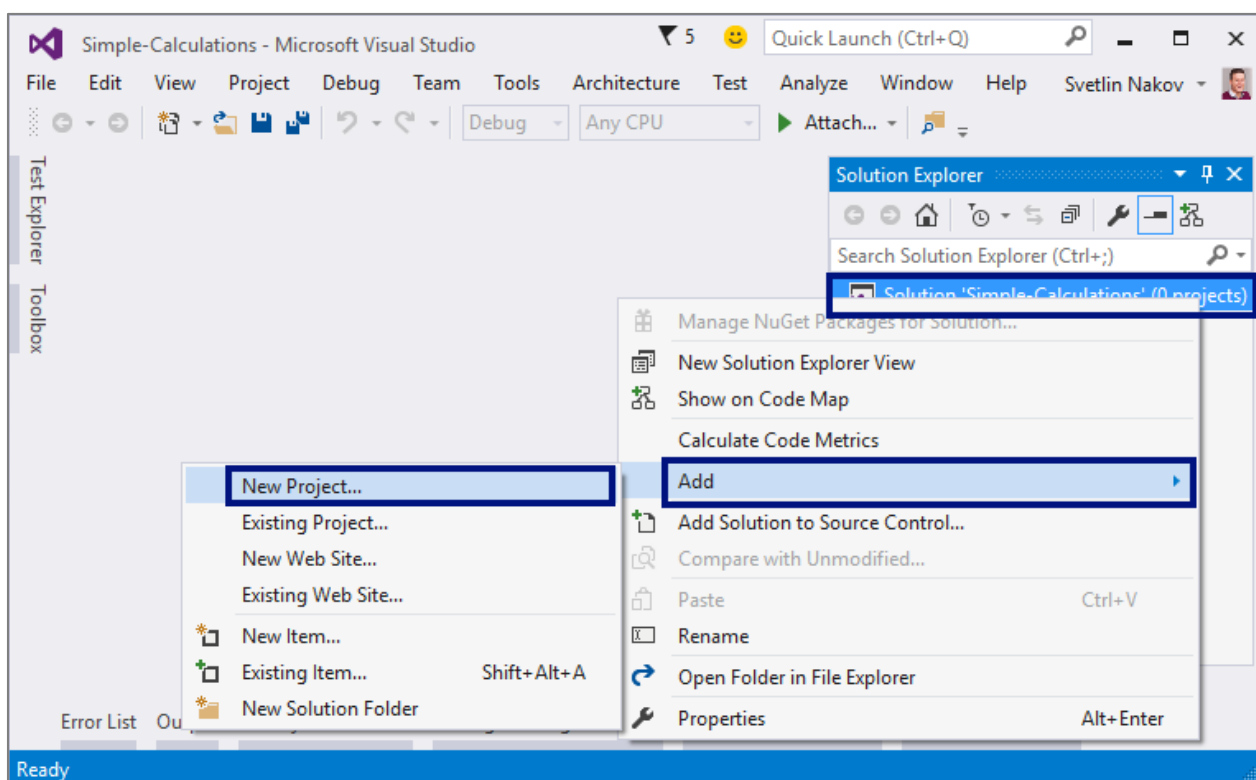 Simple-Calculations - Microsoft Visual Studio 5 Quick Launch (Ctrl+Q)
File Edit View Project Debug Team Tools Architecture Test Analyze Window Help Svetlin Nakov
Debug Any CPU Attach...
Test Explorer
Toolbox
Solution Explorer
Search Solution Explorer (Ctrl+;)
Solution 'Simple-Calculations' (0 projects)
Manage NuGet Packages for Solution...
New Solution Explorer View
Show on Code Map
Calculate Code Metrics
Add
Add Solution to Source Control...
Compare with Unmodified...
Paste Ctrl+V
Rename
Open Folder in File Explorer
Properties Alt+Enter
New Project...
Existing Project...
New Web Site...
Existing Web Site...
New Item...
Existing Item... Shift+Alt+A
New Solution Folder
Error List
Ready